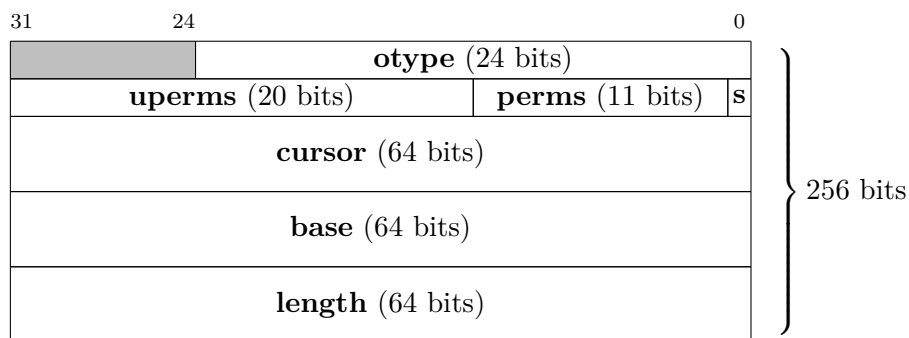 31 24 0
otype (24 bits)
uperms (20 bits) perms (11 bits) s
cursor (64 bits)
base (64 bits)
256 bits
length (64 bits)